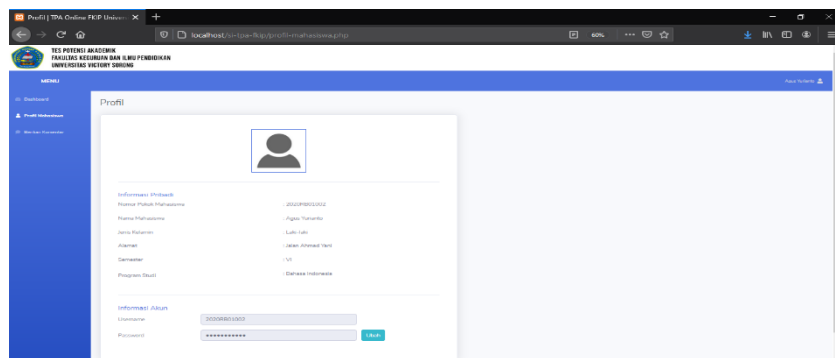 Profil | TPA Online FKIP Univers
localhost/si-tpa-fkip/profil-mahasiswa.php
60%
TES POTENSI AKADEMIK
FAKULTAS KEGURUAN DAN ILMU PENDIDIKAN
UNIVERSITAS VICTORY SORONG
MENU
Agus Yunanto
Dashboard
Profil Mahasiswa
Profil
Informasi Pribadi
Nomor Pokok Mahasiswa : 2020RB01002
Nama Mahasiswa : Agus Yunanto
Jenis Kelamin : Laki-laki
Alamat : Jalan Ahmad Yani
Semester : VI
Program Studi : Bahasa Indonesia
Informasi Akun
Username 2020RB01002
Password ***********
Ubah